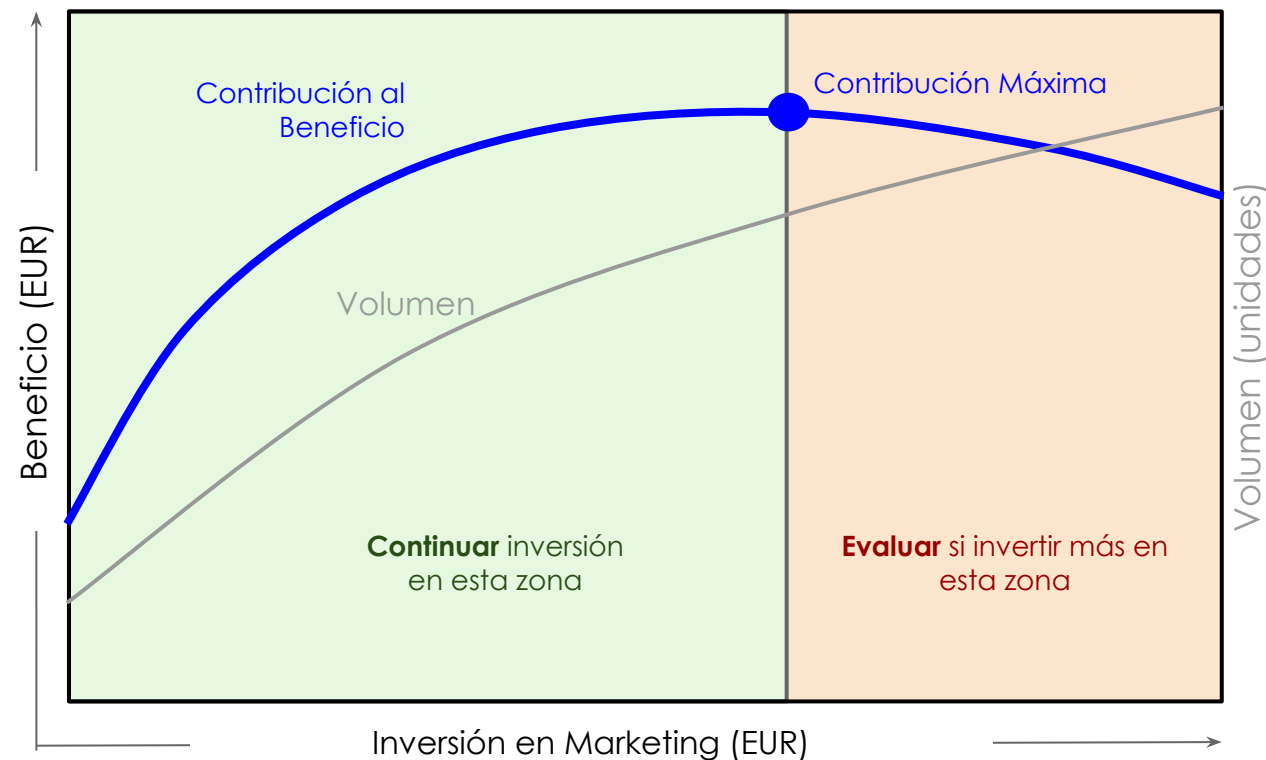 Contribución al
Beneficio
Contribución Máxima
Beneficio (EUR)
Volumen
Volumen (unidades)
Continuar inversión
en esta zona
Evaluar si invertir más en
esta zona
Inversión en Marketing (EUR)